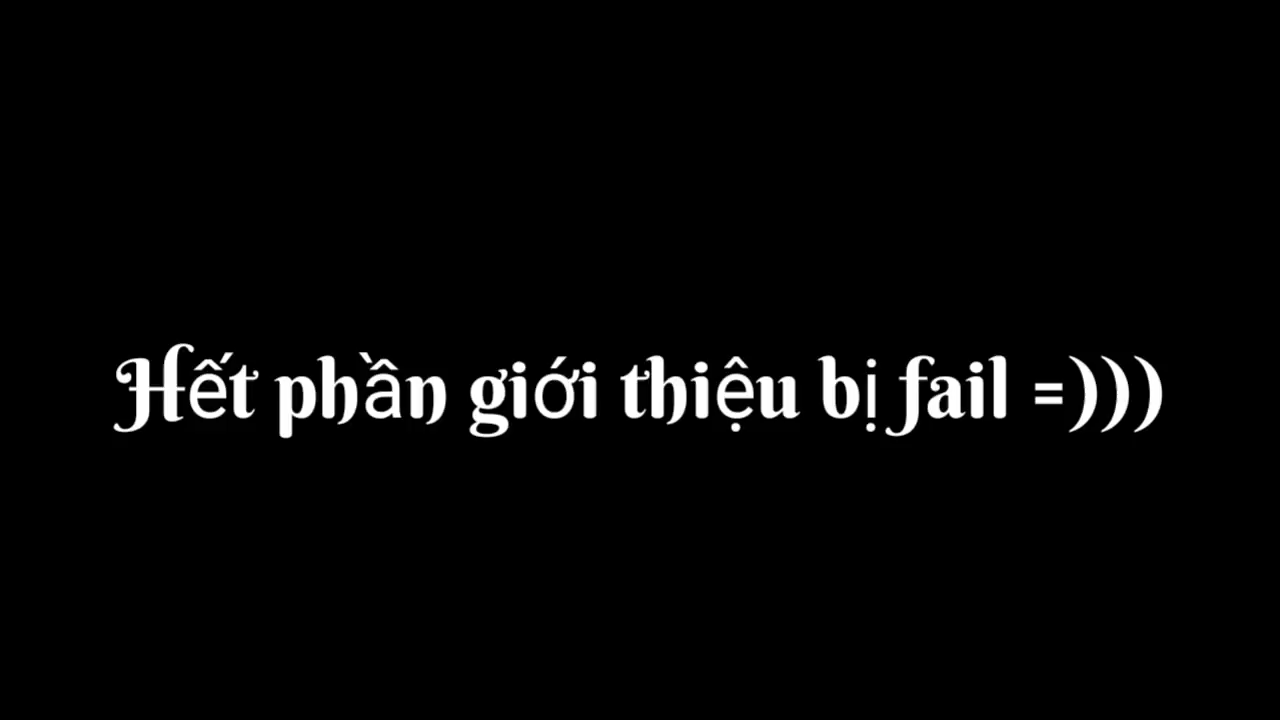 Hết phần giới thiệu bị fail =)))